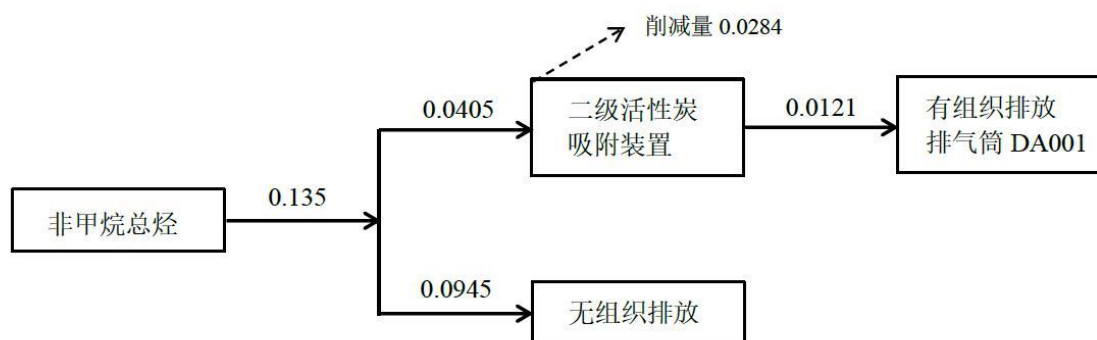 削减量 0.0284
0.0405
二级活性炭
吸附装置
0.0121
有组织排放
排气筒 DA001
非甲烷总烃
0.135
0.0945
无组织排放